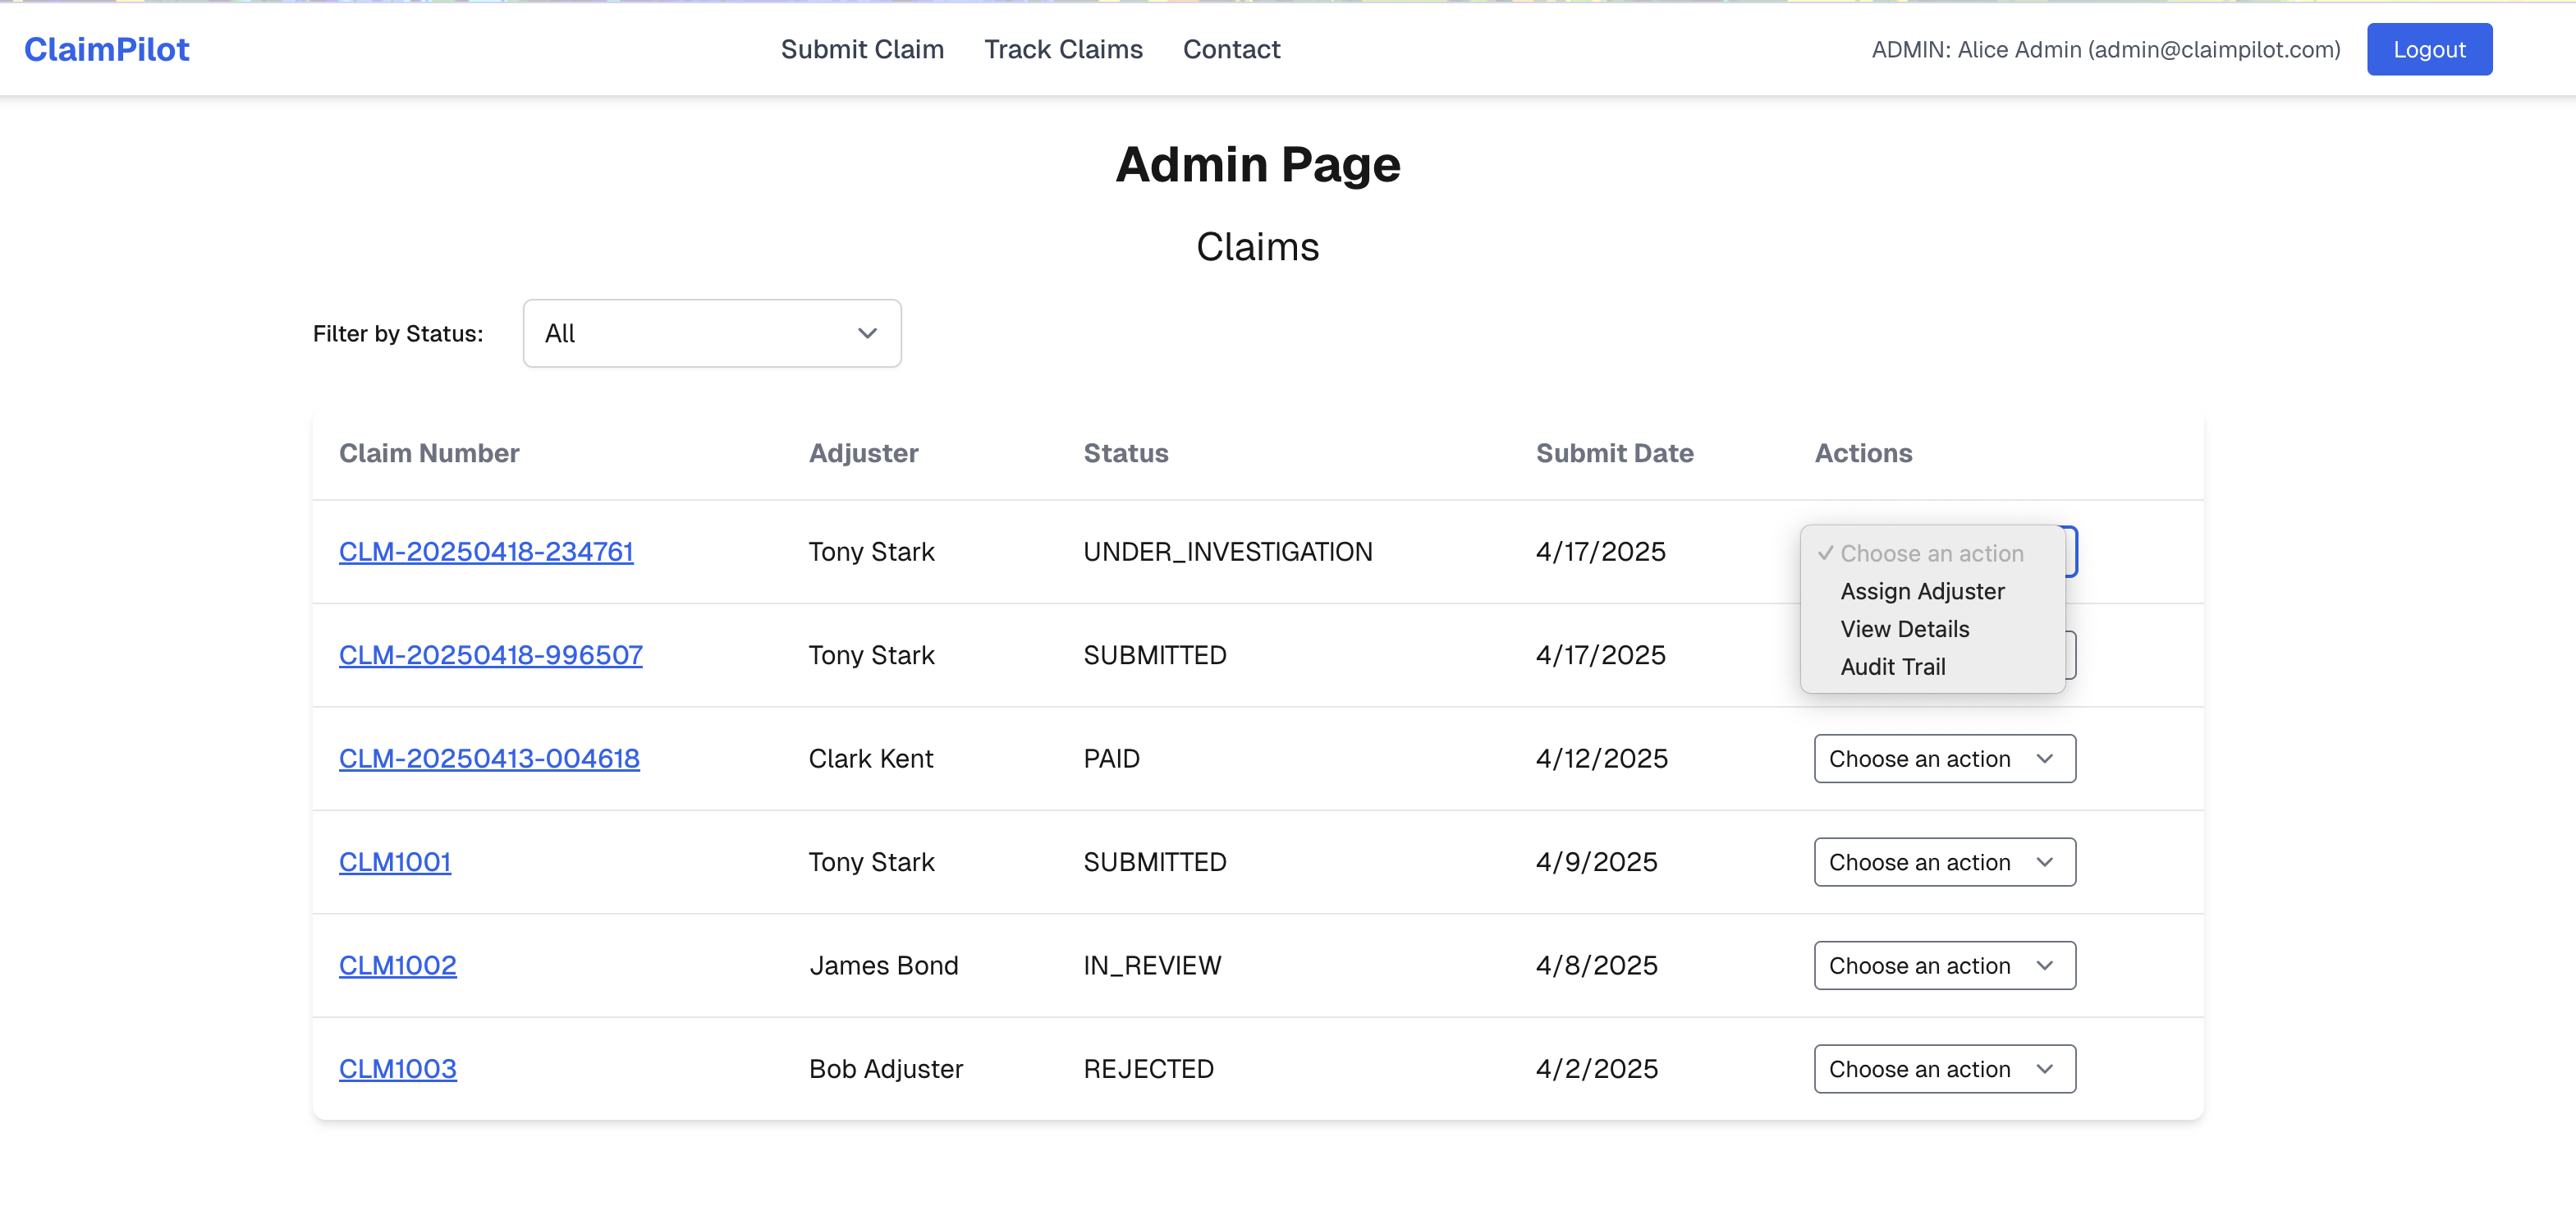 ClaimPilot Submit Claim Track Claims Contact ADMIN: Alice Admin (admin@claimpilot.com) Logout
Admin Page
Claims
Filter by Status: All
Claim Number Adjuster Status Submit Date Actions
CLM-20250418-234761 Tony Stark UNDER_INVESTIGATION 4/17/2025 Choose an action
Assign Adjuster
View Details
CLM-20250418-996507 Tony Stark SUBMITTED 4/17/2025
Audit Trail
CLM-20250413-004618 Clark Kent PAID 4/12/2025 Choose an action
CLM1001 Tony Stark SUBMITTED 4/9/2025 Choose an action
CLM1002 James Bond IN_REVIEW 4/8/2025 Choose an action
CLM1003 Bob Adjuster REJECTED 4/2/2025 Choose an action